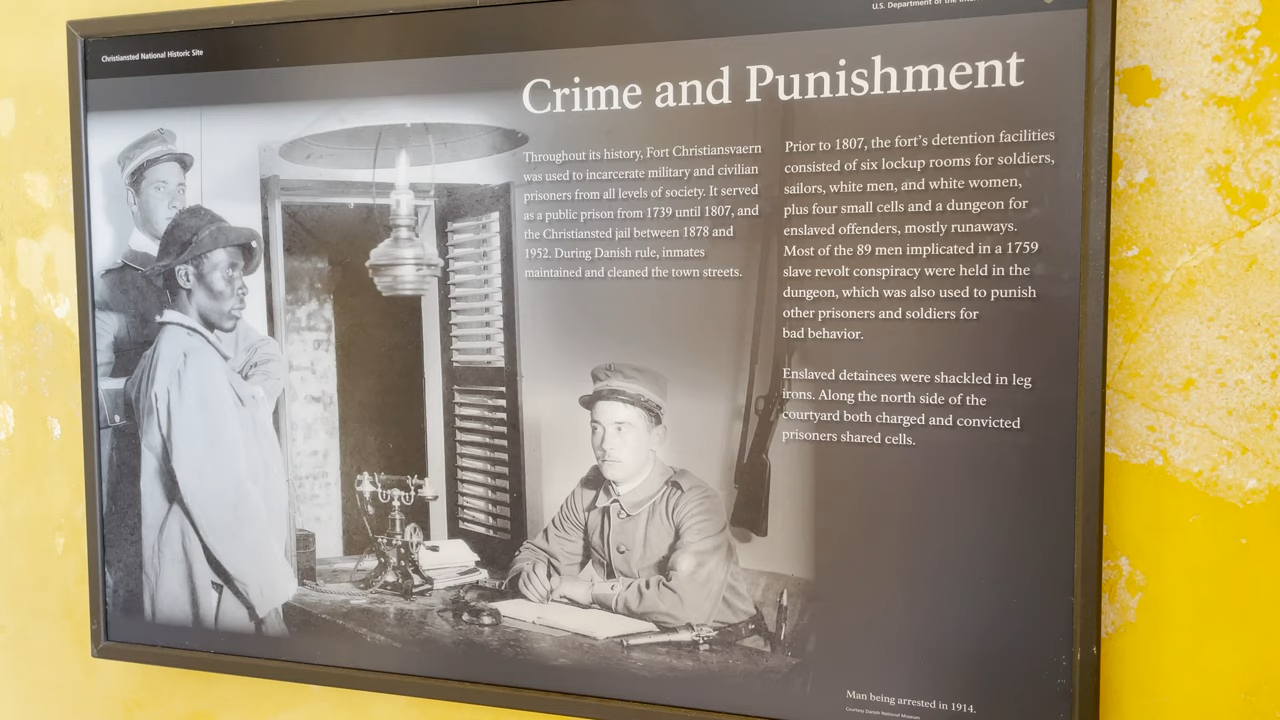 Christiansted National Historic Site
U.S. Department of the
Crime and Punishment
Throughout its history, Fort Christiansvaern
was used to incarcerate military and civilian
prisoners from all levels of society. It served
as a public prison from 1739 until 1807, and
the Christiansted jail between 1878 and
1952. During Danish rule, inmates
maintained and cleaned the town streets.
Prior to 1807, the fort's detention facilities
consisted of six lockup rooms for soldiers,
sailors, white men, and white women,
plus four small cells and a dungeon for
enslaved offenders, mostly runaways.
Most of the 89 men implicated in a 1759
slave revolt conspiracy were held in the
dungeon, which was also used to punish
other prisoners and soldiers for
bad behavior.
Enslaved detainees were shackled in leg
irons. Along the north side of the
courtyard both charged and convicted
prisoners shared cells.
Man being arrested in 1914.
Courtesy Danish National Museum